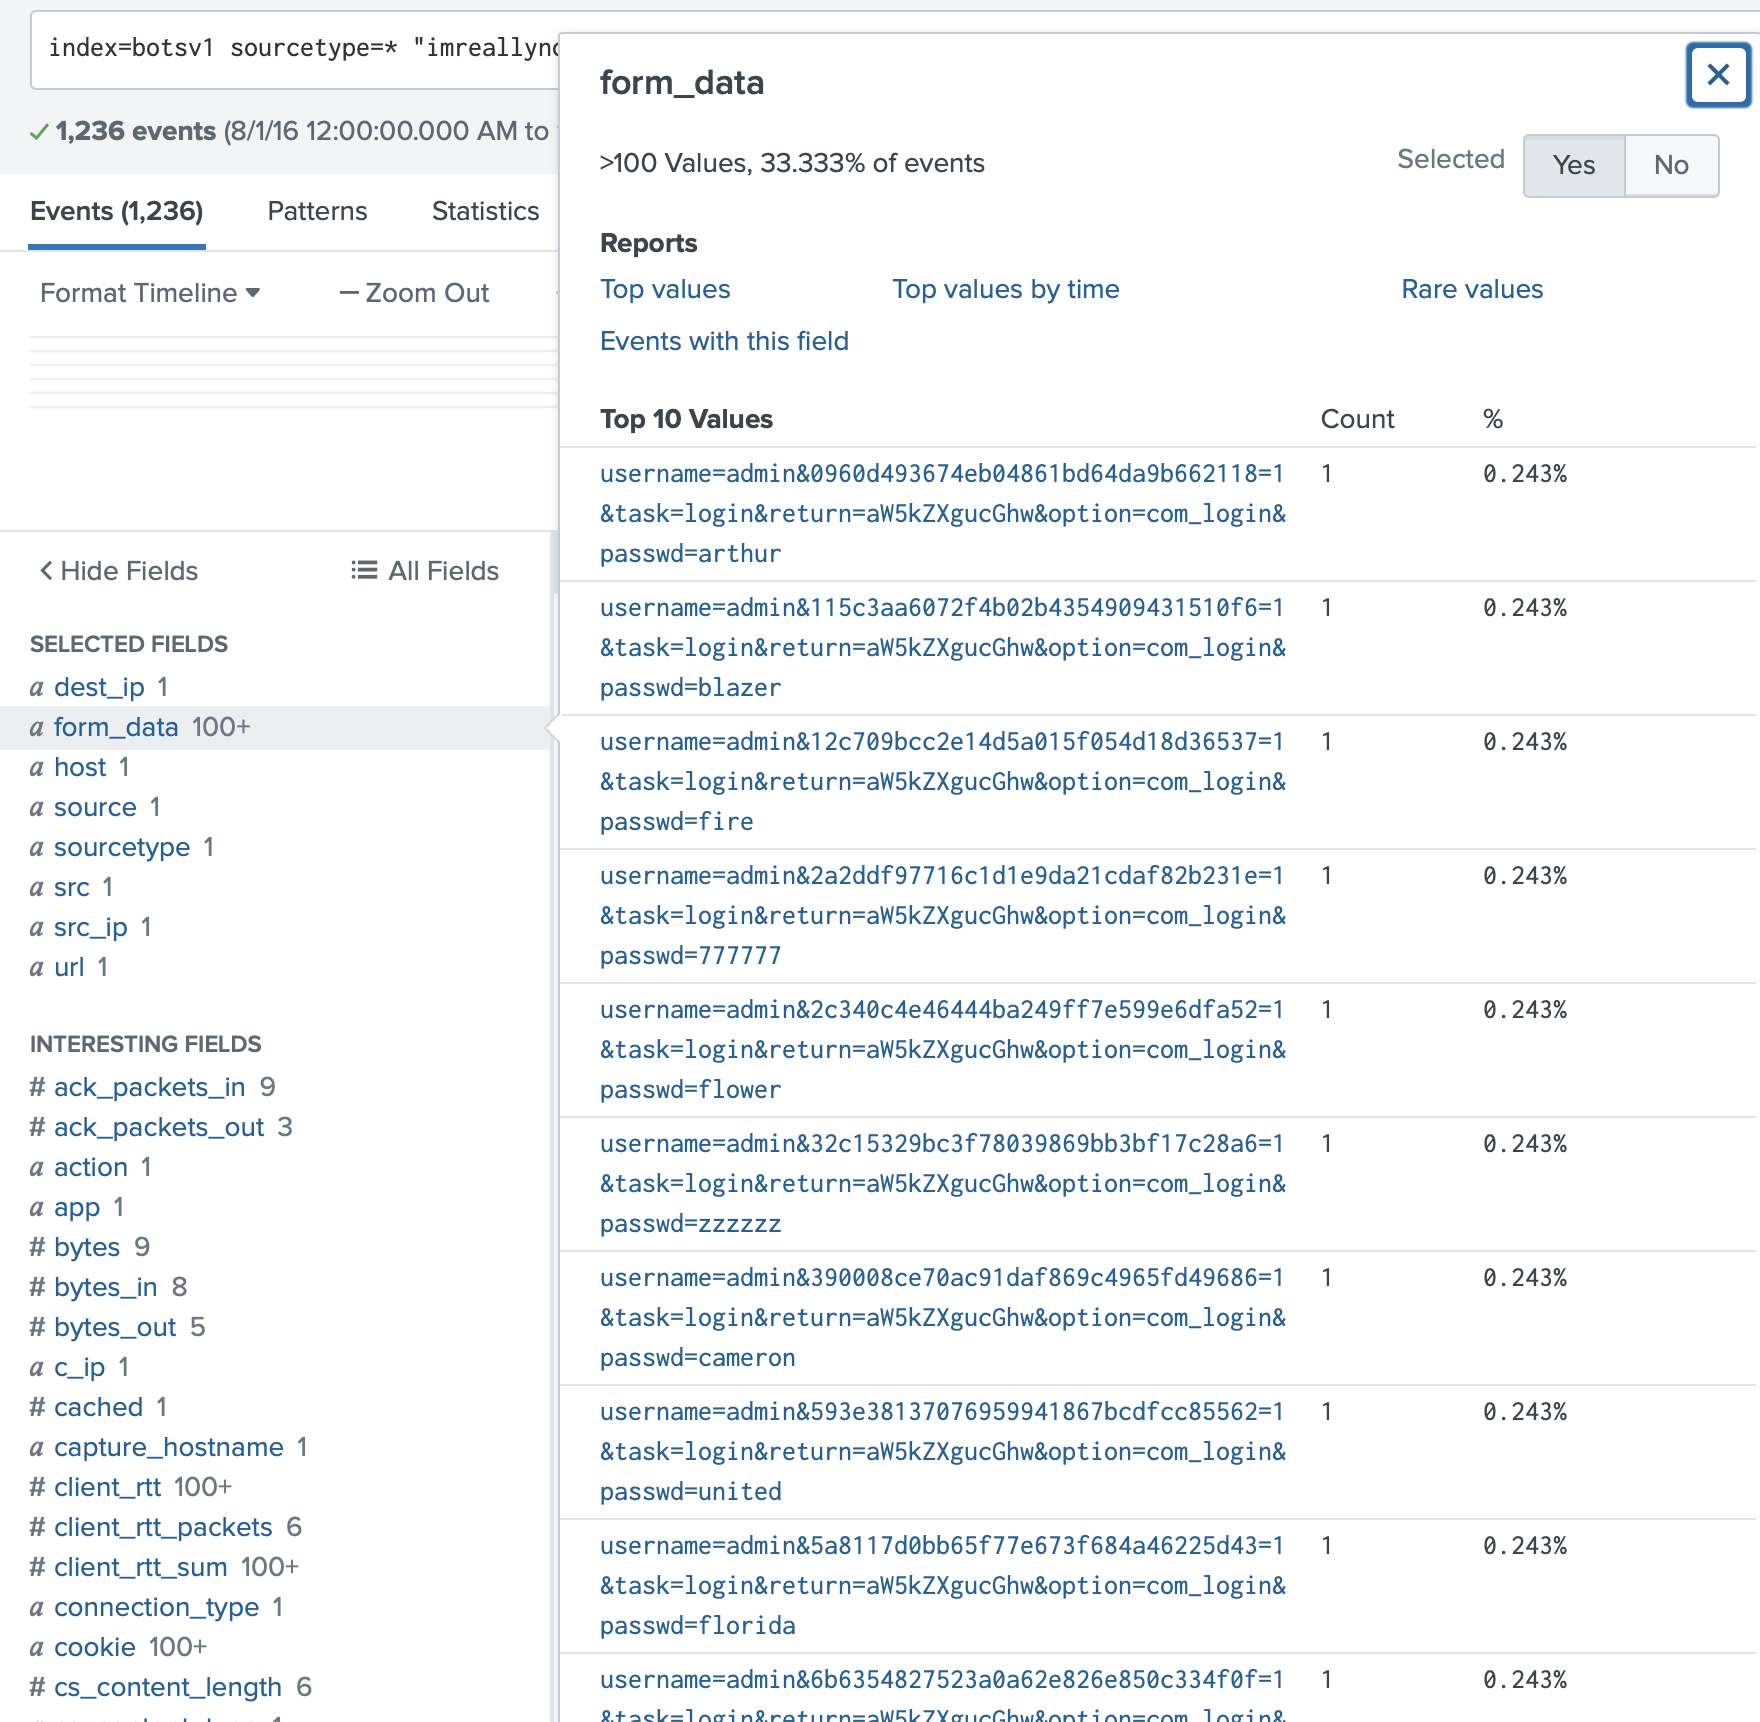 index=botsv1 sourcetype=* "imreallyn
1,236 events (8/1/16 12:00:00.000 AM to
Events (1,236) Patterns Statistics
Format Timeline — Zoom Out
Hide Fields All Fields
SELECTED FIELDS
a dest_ip 1
a form_data 100+
a host 1
a source 1
a sourcetype 1
a src 1
a src_ip 1
a url 1
INTERESTING FIELDS
# ack_packets_in 9
# ack_packets_out 3
a action 1
a app 1
# bytes 9
# bytes_in 8
# bytes_out 5
a c_ip 1
# cached 1
a capture_hostname 1
# client_rtt 100+
# client_rtt_packets 6
# client_rtt_sum 100+
a connection_type 1
a cookie 100+
# cs_content_length 6
form_data
>100 Values, 33.333% of events
Selected Yes No
Reports
Top values Top values by time Rare values
Events with this field
Top 10 Values Count %
username=admin&0960d493674eb04861bd64da9b662118=1 1 0.243%
&task=login&return=aW5kZXgucGhw&option=com_login&
passwd=arthur
username=admin&115c3aa6072f4b02b4354909431510f6=1 1 0.243%
&task=login&return=aW5kZXgucGhw&option=com_login&
passwd=blazer
username=admin&12c709bcc2e14d5a015f054d18d36537=1 1 0.243%
&task=login&return=aW5kZXgucGhw&option=com_login&
passwd=fire
username=admin&2a2ddf97716c1d1e9da21cdaf82b231e=1 1 0.243%
&task=login&return=aW5kZXgucGhw&option=com_login&
passwd=777777
username=admin&2c340c4e46444ba249ff7e599e6dfa52=1 1 0.243%
&task=login&return=aW5kZXgucGhw&option=com_login&
passwd=flower
username=admin&32c15329bc3f78039869bb3bf17c28a6=1 1 0.243%
&task=login&return=aW5kZXgucGhw&option=com_login&
passwd=zzzzzz
username=admin&390008ce70ac91daf869c4965fd49686=1 1 0.243%
&task=login&return=aW5kZXgucGhw&option=com_login&
passwd=cameron
username=admin&593e38137076959941867bcdfcc85562=1 1 0.243%
&task=login&return=aW5kZXgucGhw&option=com_login&
passwd=united
username=admin&5a8117d0bb65f77e673f684a46225d43=1 1 0.243%
&task=login&return=aW5kZXgucGhw&option=com_login&
passwd=florida
username=admin&6b6354827523a0a62e826e850c334f0f=1 1 0.243%
&task=login&return=aW5kZXgucGhw&option=com_login&